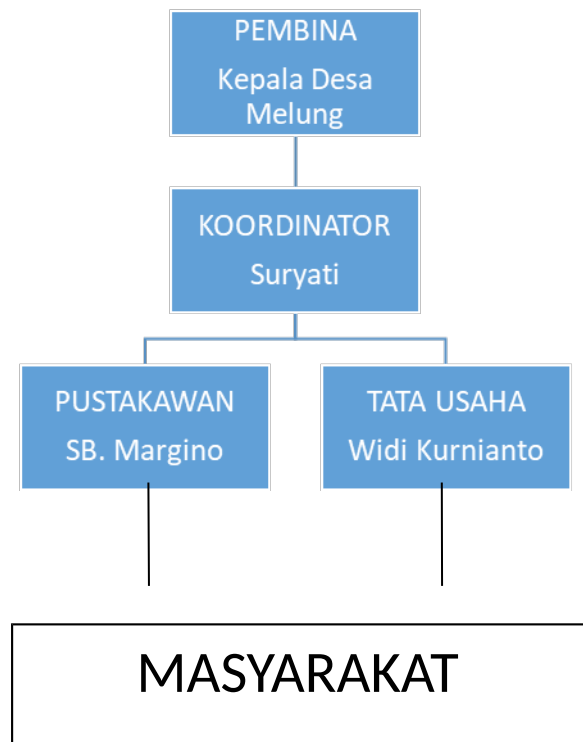 PEMBINA
Kepala Desa
Melung
KOORDINATOR
Suryati
PUSTAKAWAN
SB. Margino
TATA USAHA
Widi Kurnianto
MASYARAKAT